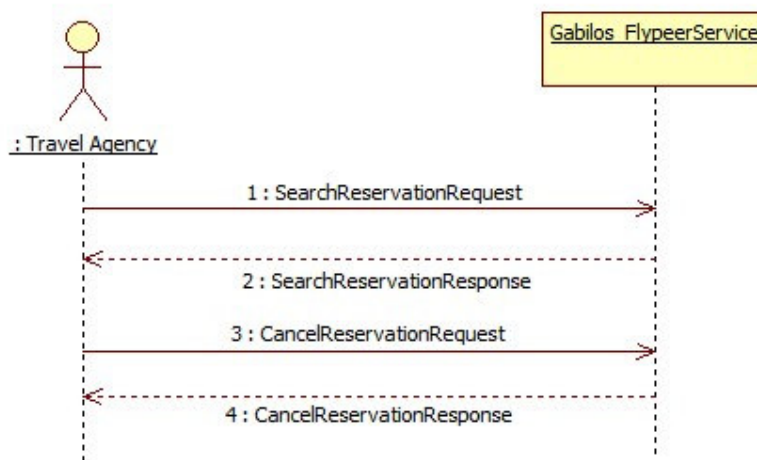 Gabilos FlypeerService
: Travel Agency
1 : SearchReservationRequest
2 : SearchReservationResponse
3 : CancelReservationRequest
4 : CancelReservationResponse